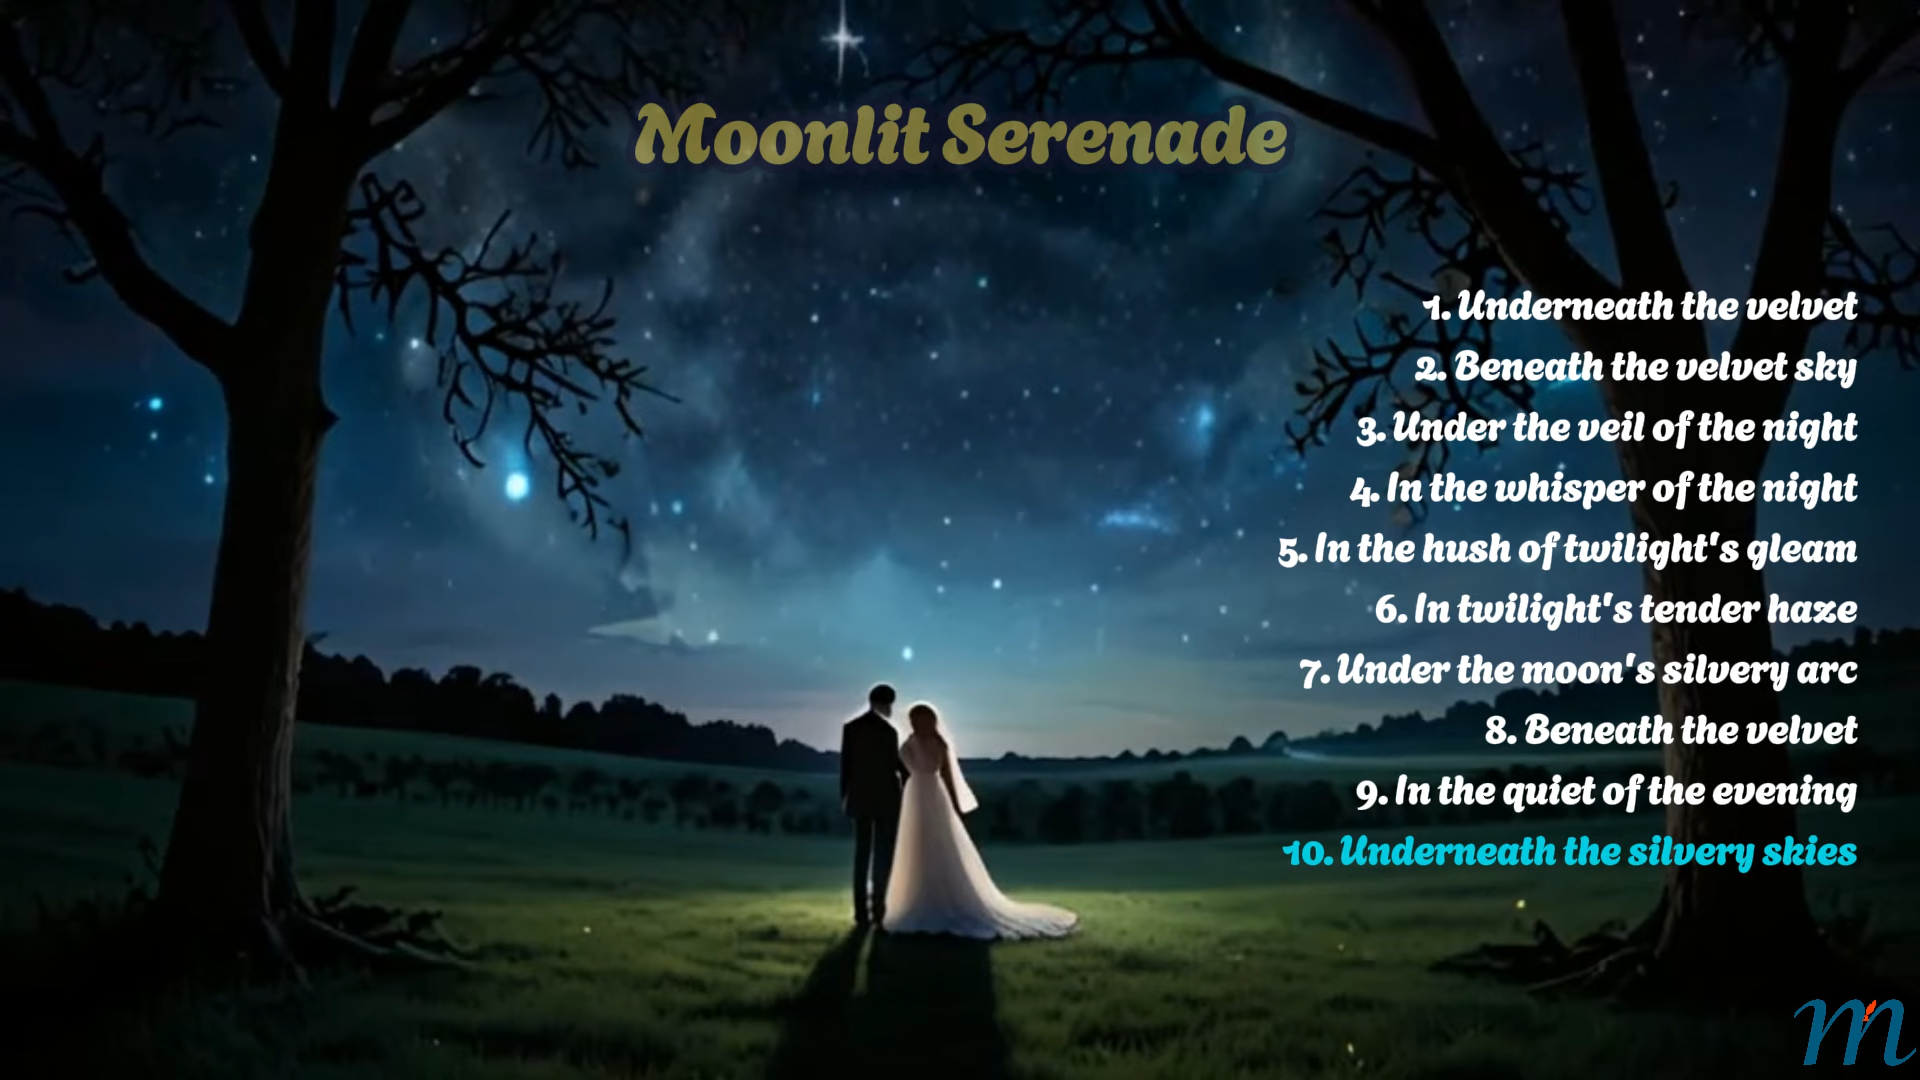 Moonlit Serenade
1. Underneath the velvet
2. Beneath the velvet sky
3. Under the veil of the night
4. In the whisper of the night
5. In the hush of twilight's gleam
6. In twilight's tender haze
7. Under the moon's silvery arc
8. Beneath the velvet
9. In the quiet of the evening
10. Underneath the silvery skies
m